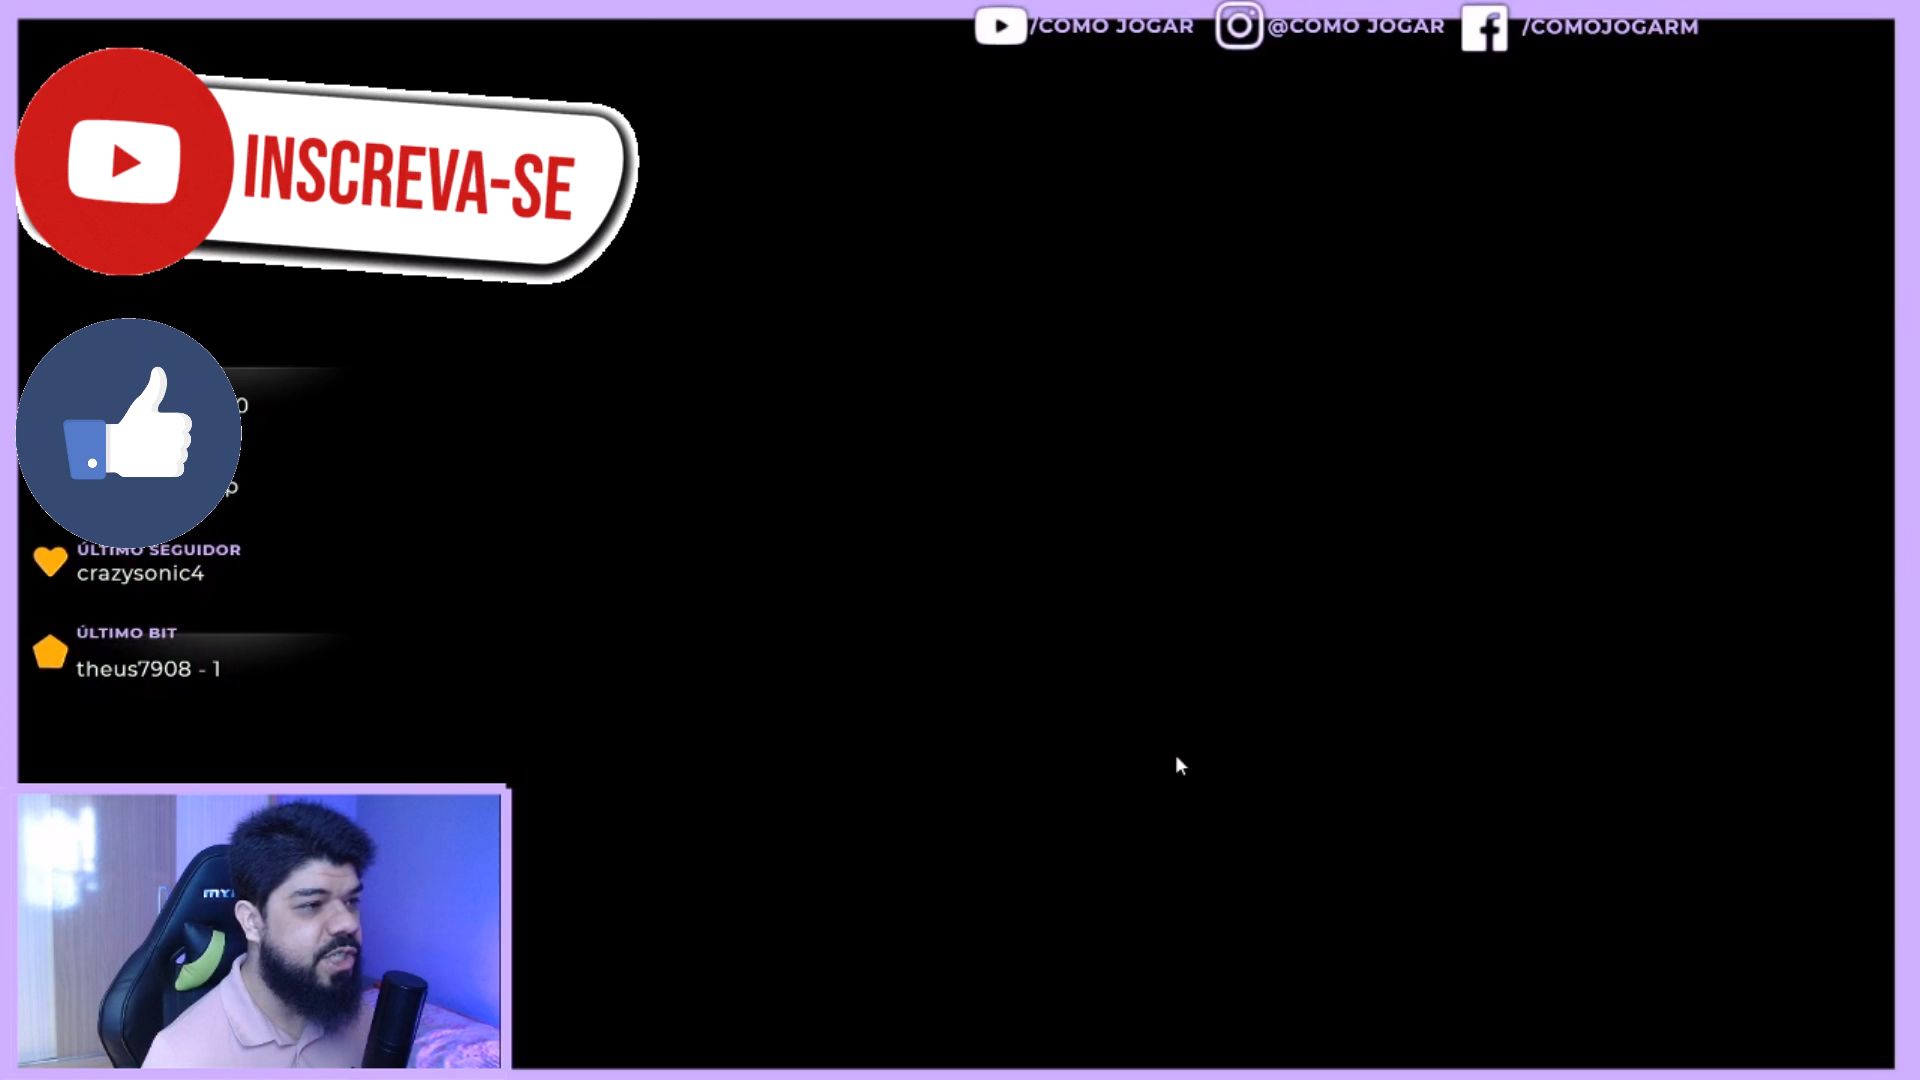 /COMO JOGAR @COMO JOGAR /COMOJOGARM
INSCREVA-SE
ÚLTIMO SEGUIDOR
crazysonic4
ÚLTIMO BIT
theus7908 - 1